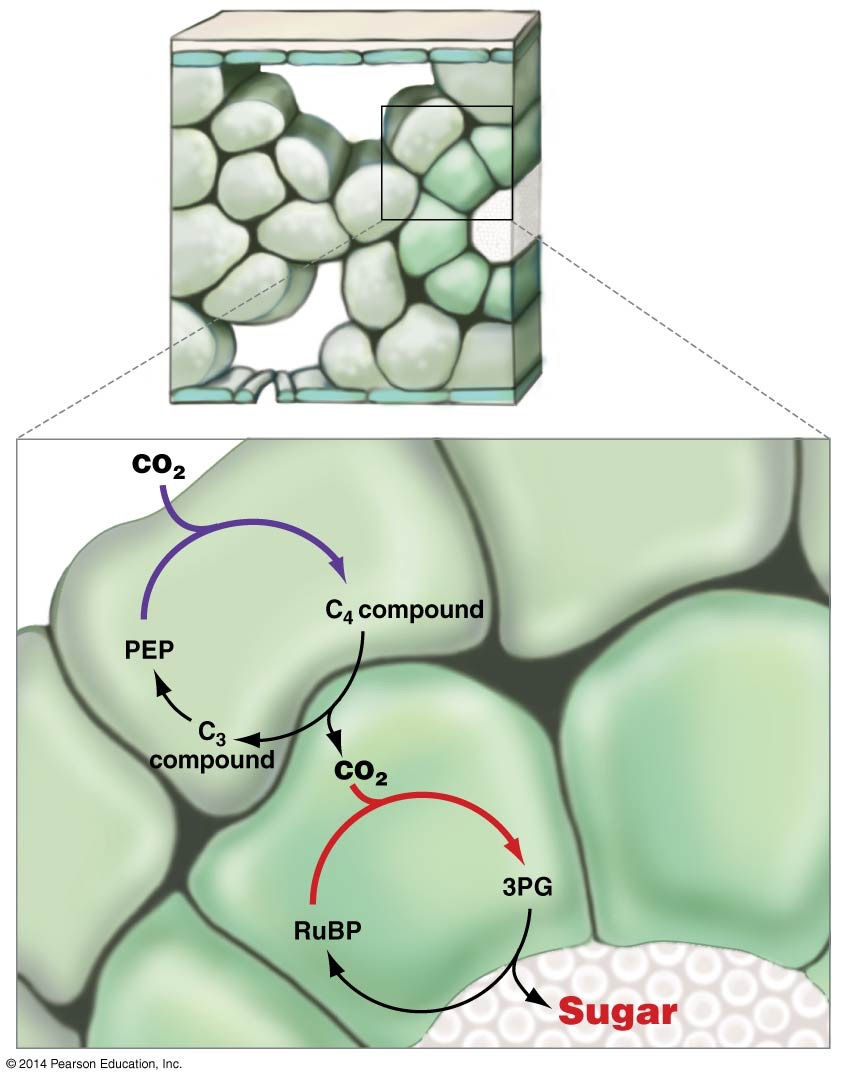 CO₂
C₄ compound
PEP
C₃
compound
CO₂
3PG
RuBP
Sugar
© 2014 Pearson Education, Inc.